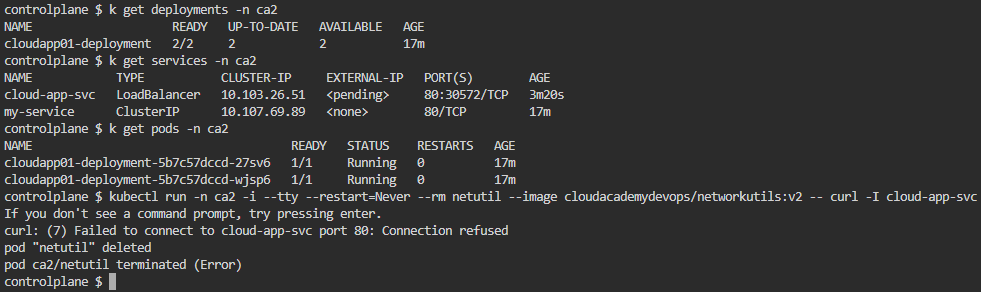 controlplane $ k get deployments -n ca2
NAME READY UP-TO-DATE AVAILABLE AGE
cloudapp01-deployment 2/2 2 2 17m
controlplane $ k get services -n ca2
NAME TYPE CLUSTER-IP EXTERNAL-IP PORT(S) AGE
cloud-app-svc LoadBalancer 10.103.26.51 <pending> 80:30572/TCP 3m20s
my-service ClusterIP 10.107.69.89 <none> 80/TCP 17m
controlplane $ k get pods -n ca2
NAME READY STATUS RESTARTS AGE
cloudapp01-deployment-5b7c57dccd-27sv6 1/1 Running 0 17m
cloudapp01-deployment-5b7c57dccd-wjsp6 1/1 Running 0 17m
controlplane $ kubectl run -n ca2 -i --tty --restart=Never --rm netutil --image cloudacademydevops/networkutils:v2 -- curl -I cloud-app-svc
If you don't see a command prompt, try pressing enter.
curl: (7) Failed to connect to cloud-app-svc port 80: Connection refused
pod "netutil" deleted
pod ca2/netutil terminated (Error)
controlplane $